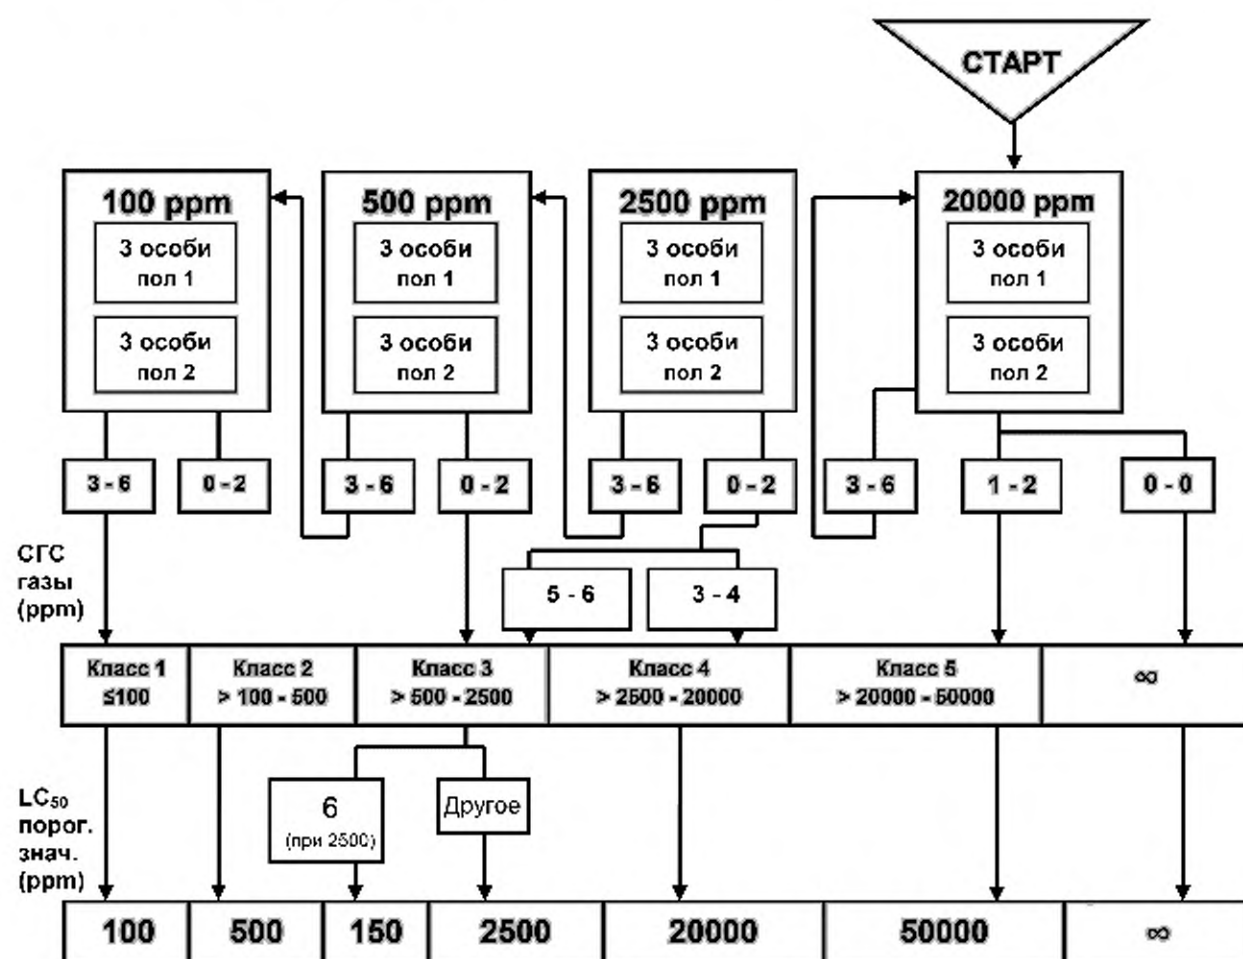 СТАРТ
100 ppm
500 ppm
2500 ppm
20000 ppm
3 особи
пол 1
3 особи
пол 1
3 особи
пол 1
3 особи
пол 1
3 особи
пол 2
3 особи
пол 2
3 особи
пол 2
3 особи
пол 2
3 - 6
0 - 2
3 - 6
0 - 2
3 - 6
0 - 2
3 - 6
1 - 2
0 - 0
СГС
газы
(ppm)
5 - 6
3 - 4
Класс 1
≤100
Класс 2
> 100 - 500
Класс 3
> 500 - 2500
Класс 4
> 2500 - 20000
Класс 5
> 20000 - 50000
∞
LC50
порог.
знач.
(ppm)
6
(при 2500)
Другое
100
500
150
2500
20000
50000
∞